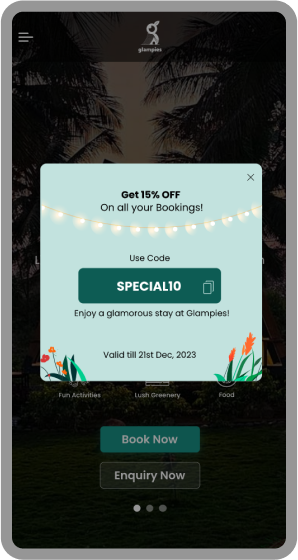 glampies
Get 15% OFF
On all your Bookings!
Use Code
SPECIAL10
Enjoy a glamorous stay at Glampies!
Valid till 21st Dec, 2023
Fun Activities
Lush Greenery
Food
Book Now
Enquiry Now